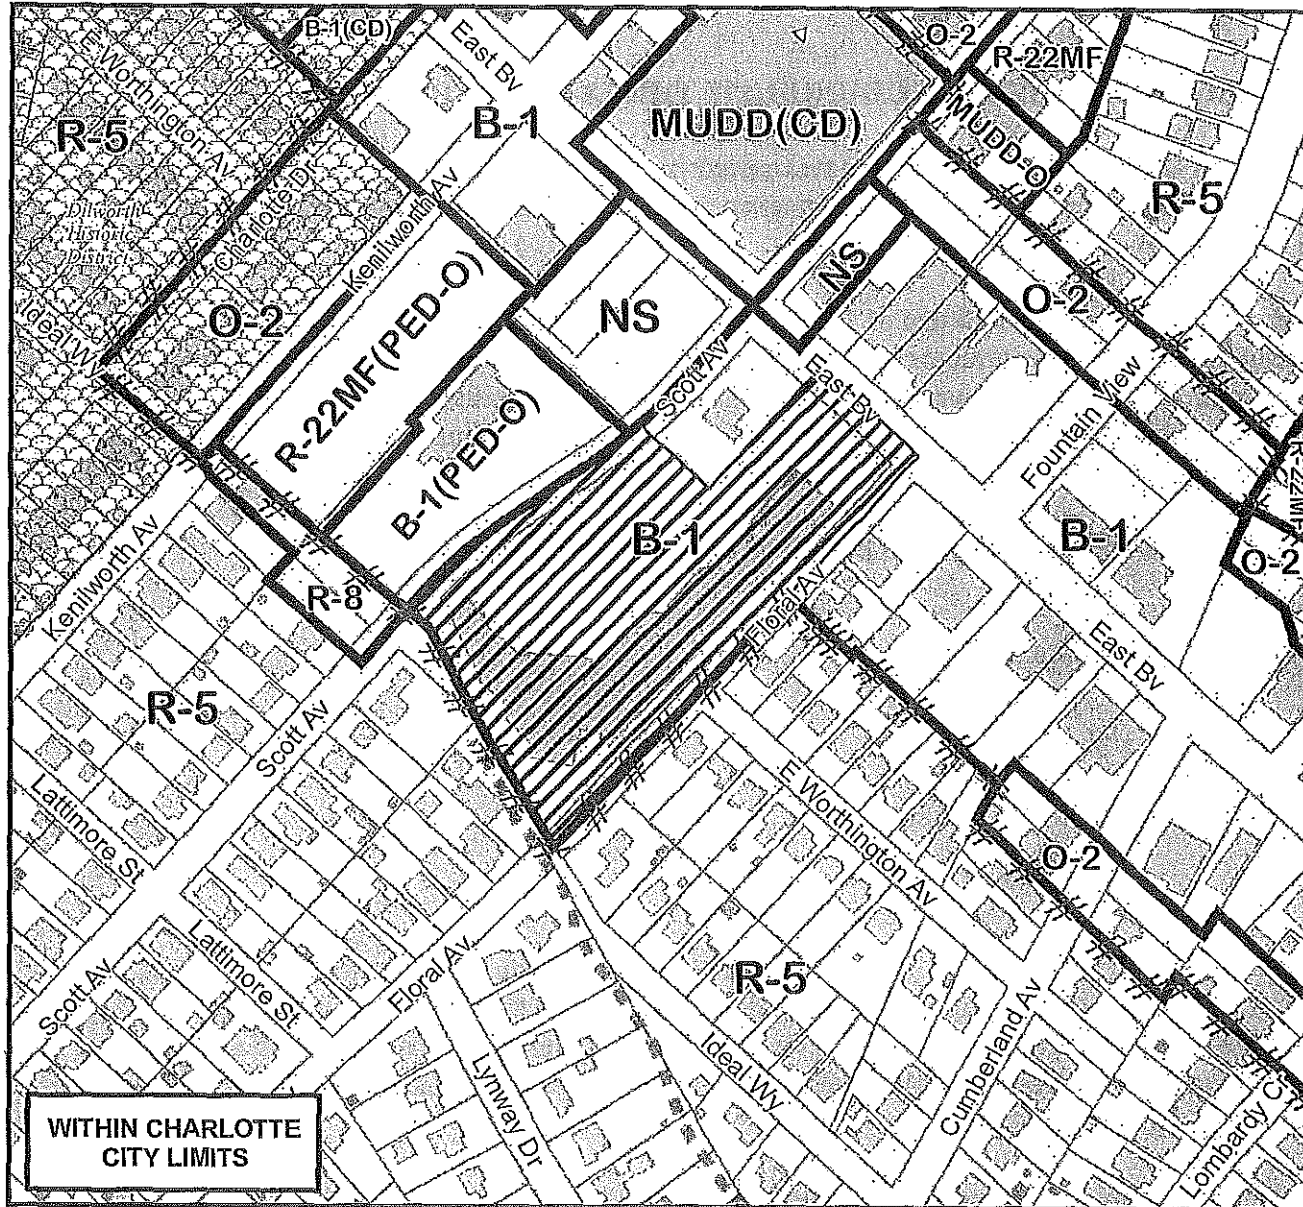 B-1(CD)
East Bv
O-2
R-22MF
Worthington Av
R-5
B-1
MUDD(CD)
MUDD-O
R-5
Charlotte Dr
Dilworth
Historic
District
Kenilworth Av
Ideal Wy
O-2
R-22MF(PED-O)
NS
NS
O-2
Scott Av
East Bv
Fountain View
B-1(PED-O)
R-22MF
B-1
B-1
O-2
Kenilworth Av
R-8
Floral Av
East Bv
R-5
Scott Av
Lattimore St
E Worthington Av
O-2
Lattimore St
Floral Av
R-5
Scott Av
Ideal Wy
Cumberland Av
Lynway Dr
Lombardy C
WITHIN CHARLOTTE
CITY LIMITS